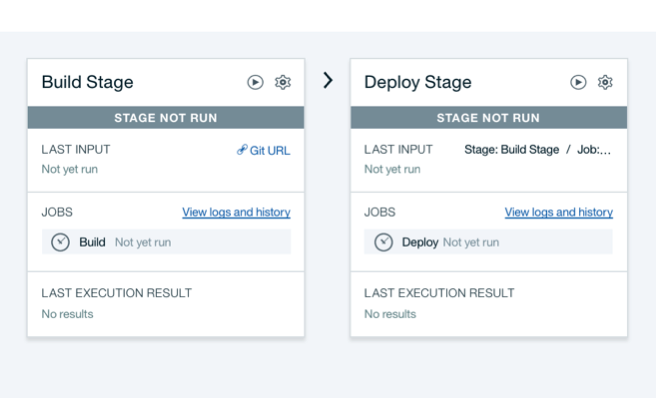 Build Stage
STAGE NOT RUN
LAST INPUT
Git URL
Not yet run
JOBS
View logs and history
Build Not yet run
LAST EXECUTION RESULT
No results
Deploy Stage
STAGE NOT RUN
LAST INPUT
Stage: Build Stage / Job:...
Not yet run
JOBS
View logs and history
Deploy Not yet run
LAST EXECUTION RESULT
No results